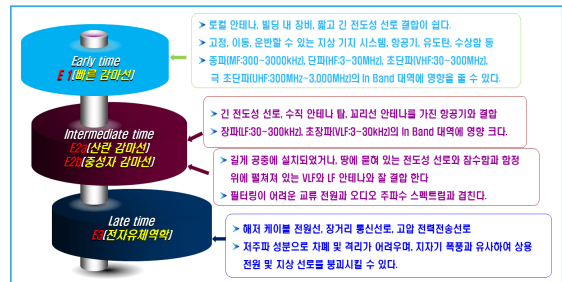 Early time
E 1[빠른 감마선]
➤ 로컬 안테나, 빌딩 내 장비, 짧고 긴 전도성 선로 결합이 쉽다.
➤ 고정, 이동, 운반할 수 있는 지상 기지 시스템, 항공기, 유도탄, 수상함 등
➤ 중파(MF:300~3000kHz), 단파(HF:3~30MHz), 초단파(VHF:30~300MHz),
극 초단파(UHF:300MHz~3,000MHz)의 In Band 대역에 영향을 줄 수 있다.
Intermediate time
E2a[산란 감마선]
E2b[중성자 감마선]
➤ 긴 전도성 선로, 수직 안테나 탑, 꼬리선 안테나를 가진 항공기와 결합
➤ 장파(LF:30~300kHz), 초장파(VLF:3~30kHz)의 In Band 대역에 영향 크다.
➤ 길게 공중에 설치되었거나, 땅에 묻혀 있는 전도성 선로와 잠수함과 함정
위에 펼쳐져 있는 VLF와 LF 안테나와 잘 결합 한다
➤ 필터링이 어려운 교류 전원과 오디오 주파수 스펙트럼과 겹친다.
Late time
E3[전자유체역학]
➤ 해저 케이블 전원선, 장거리 통신선로, 고압 전력전송선로
➤ 저주파 성분으로 차폐 및 격리가 어려우며, 지자기 폭풍과 유사하여 상용
전원 및 지상 선로를 붕괴시킬 수 있다.